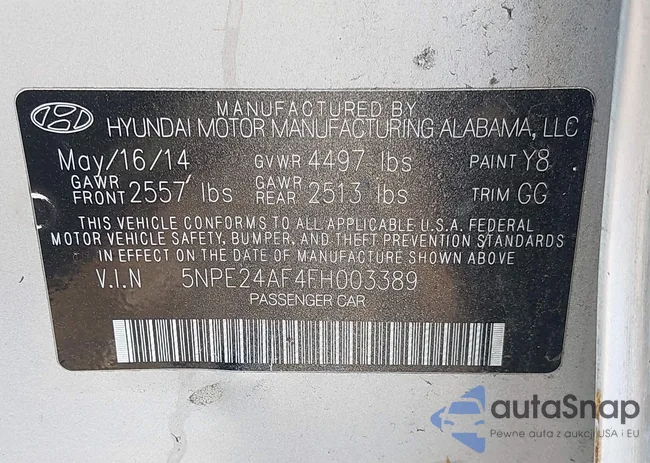 MANUFACTURED BY
HYUNDAI MOTOR MANUFACTURING ALABAMA, LLC
May/16/14 GVWR 4497 lbs PAINT Y8
GAWR FRONT 2557 lbs GAWR REAR 2513 lbs TRIM GG
THIS VEHICLE CONFORMS TO ALL APPLICABLE U.S.A. FEDERAL
MOTOR VEHICLE SAFETY, BUMPER, AND THEFT PREVENTION STANDARDS
IN EFFECT ON THE DATE OF MANUFACTURE SHOWN ABOVE
V.I.N 5NPE24AF4FH003389
PASSENGER CAR
autaSnap
Pewne auta z aukcji USA i EU